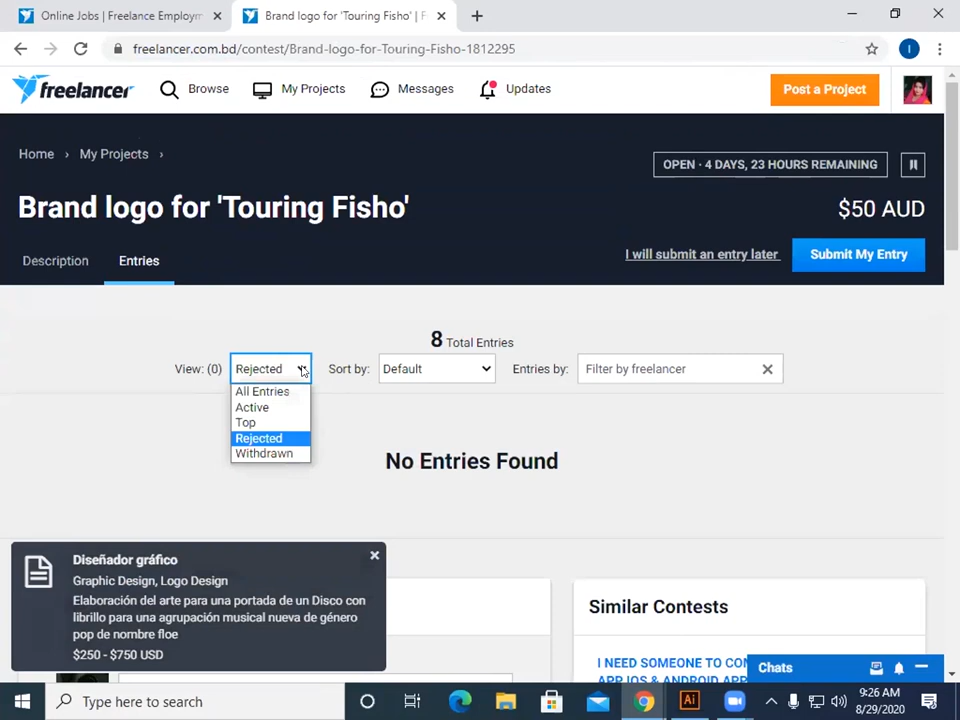 Online Jobs | Freelance Employm
Brand logo for 'Touring Fisho' | F
freelancer.com.bd/contest/Brand-logo-for-Touring-Fisho-1812295
freelancer
Browse
My Projects
Messages
Updates
Post a Project
Home › My Projects ›
OPEN · 4 DAYS, 23 HOURS REMAINING
Brand logo for 'Touring Fisho'
$50 AUD
Description
Entries
I will submit an entry later
Submit My Entry
8 Total Entries
View: (0)
Rejected
Sort by:
Default
Entries by:
Filter by freelancer
All Entries
Active
Top
Rejected
Withdrawn
No Entries Found
Diseñador gráfico
Graphic Design, Logo Design
Elaboración del arte para una portada de un Disco con
librillo para una agrupación musical nueva de género
pop de nombre floe
$250 - $750 USD
Similar Contests
I NEED SOMEONE TO CON
APP IOS & ANDROID APP
Chats
Type here to search
Ai
9:26 AM
8/29/2020